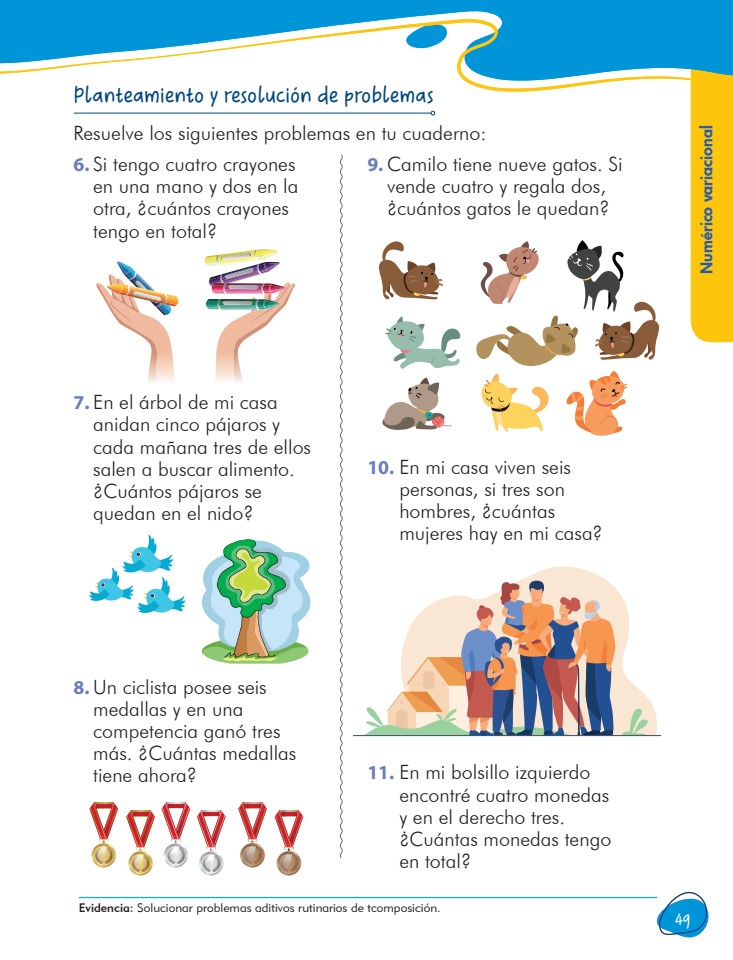 Planteamiento y resolución de problemas
Resuelve los siguientes problemas en tu cuaderno:
6. Si tengo cuatro crayones
en una mano y dos en la
otra, ¿cuántos crayones
tengo en total?
7. En el árbol de mi casa
anidan cinco pájaros y
cada mañana tres de ellos
salen a buscar alimento.
¿Cuántos pájaros se
quedan en el nido?
8. Un ciclista posee seis
medallas y en una
competencia ganó tres
más. ¿Cuántas medallas
tiene ahora?
9. Camilo tiene nueve gatos. Si
vende cuatro y regala dos,
¿cuántos gatos le quedan?
10. En mi casa viven seis
personas, si tres son
hombres, ¿cuántas
mujeres hay en mi casa?
11. En mi bolsillo izquierdo
encontré cuatro monedas
y en el derecho tres.
¿Cuántas monedas tengo
en total?
Numérico variacional
Evidencia: Solucionar problemas aditivos rutinarios de tcomposición.
49